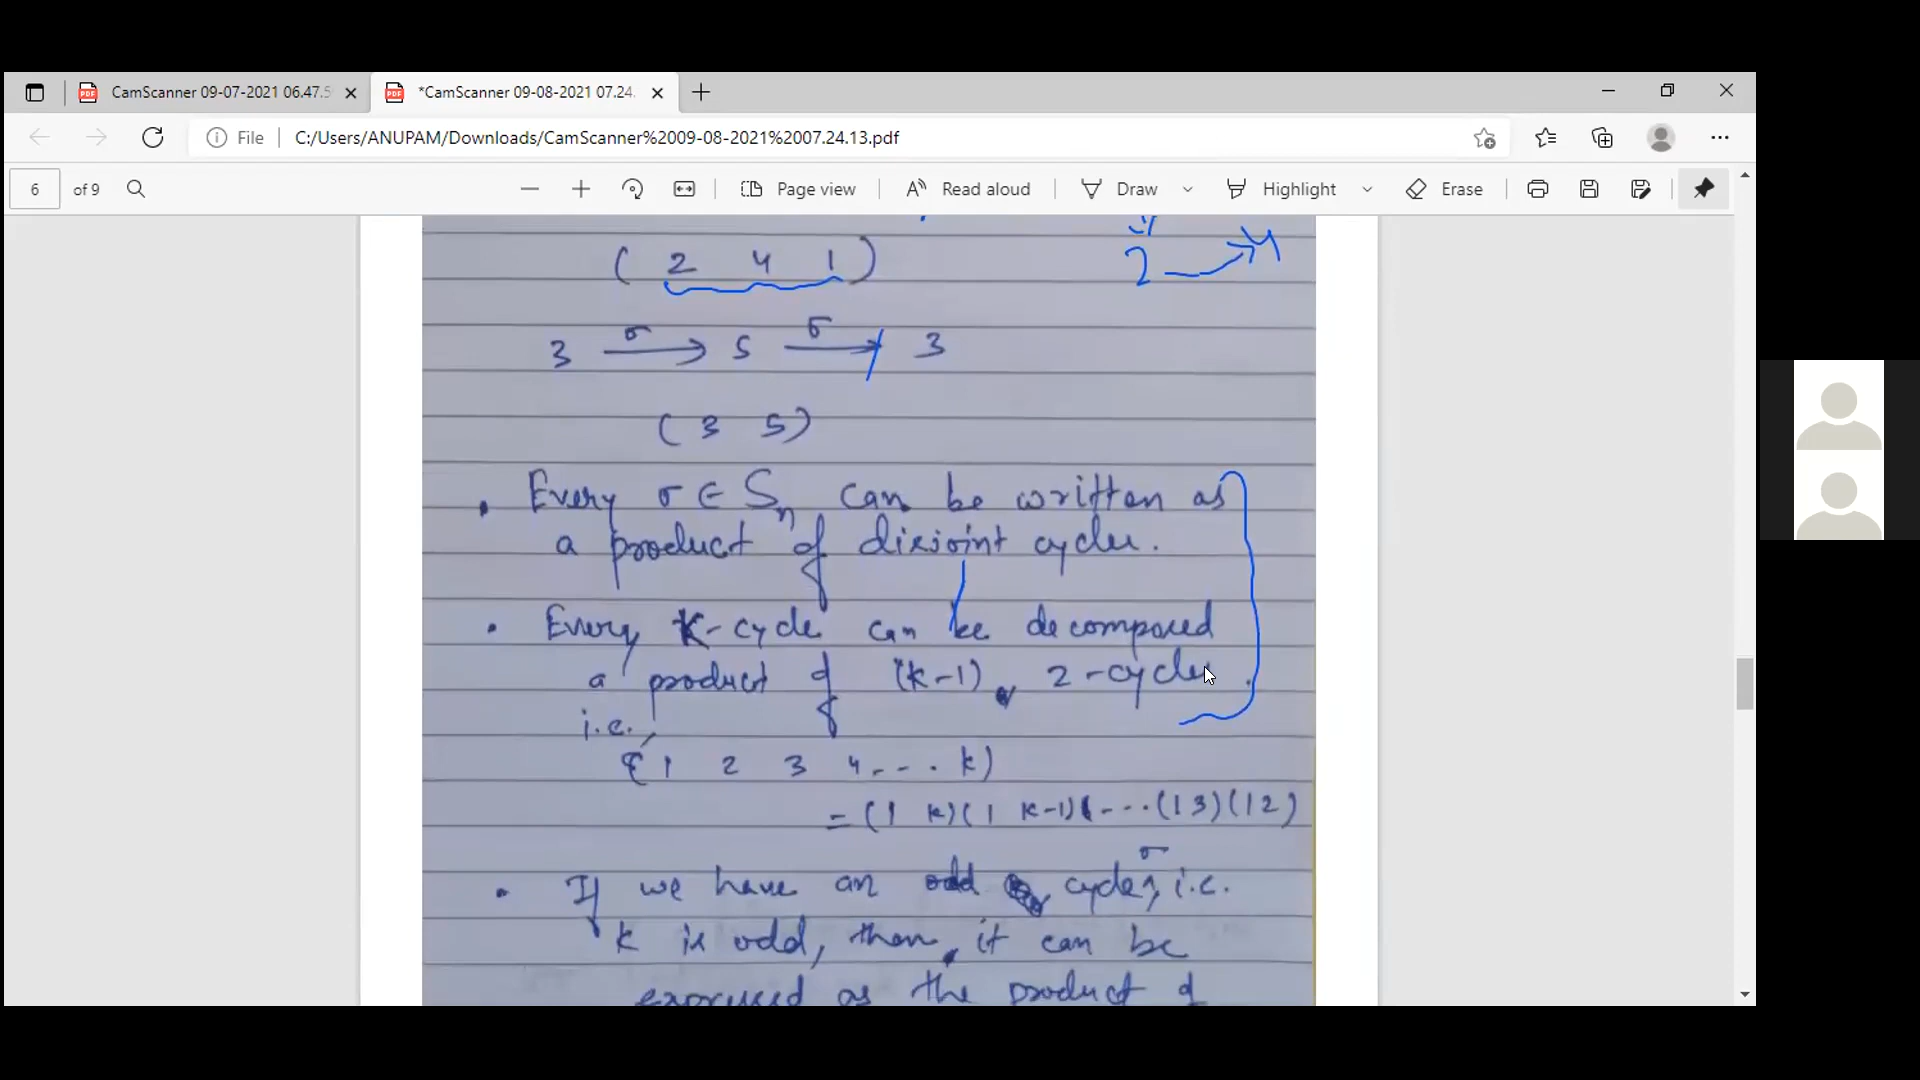 CamScanner 09-07-2021 06.47.5
*CamScanner 09-08-2021 07.24.
File
C:/Users/ANUPAM/Downloads/CamScanner%2009-08-2021%2007.24.13.pdf
6 of 9
Page view
Read aloud
Draw
Highlight
Erase
2 → 4
( 2 4 1 )
3 σ→ 5 σ→ 3
( 3 5 )
• Every σ ∈ Sn can be written as
a product of disjoint cycles.
• Every K-cycle can be decomposed
a product of (k-1), 2-cycles.
i.e.
( 1 2 3 4 - - . k)
= (1 k)(1 k-1)(- ... (1 3)(1 2)
• If we have an odd cycle, σ i.e.
k is odd, then, it can be
expressed as the product of